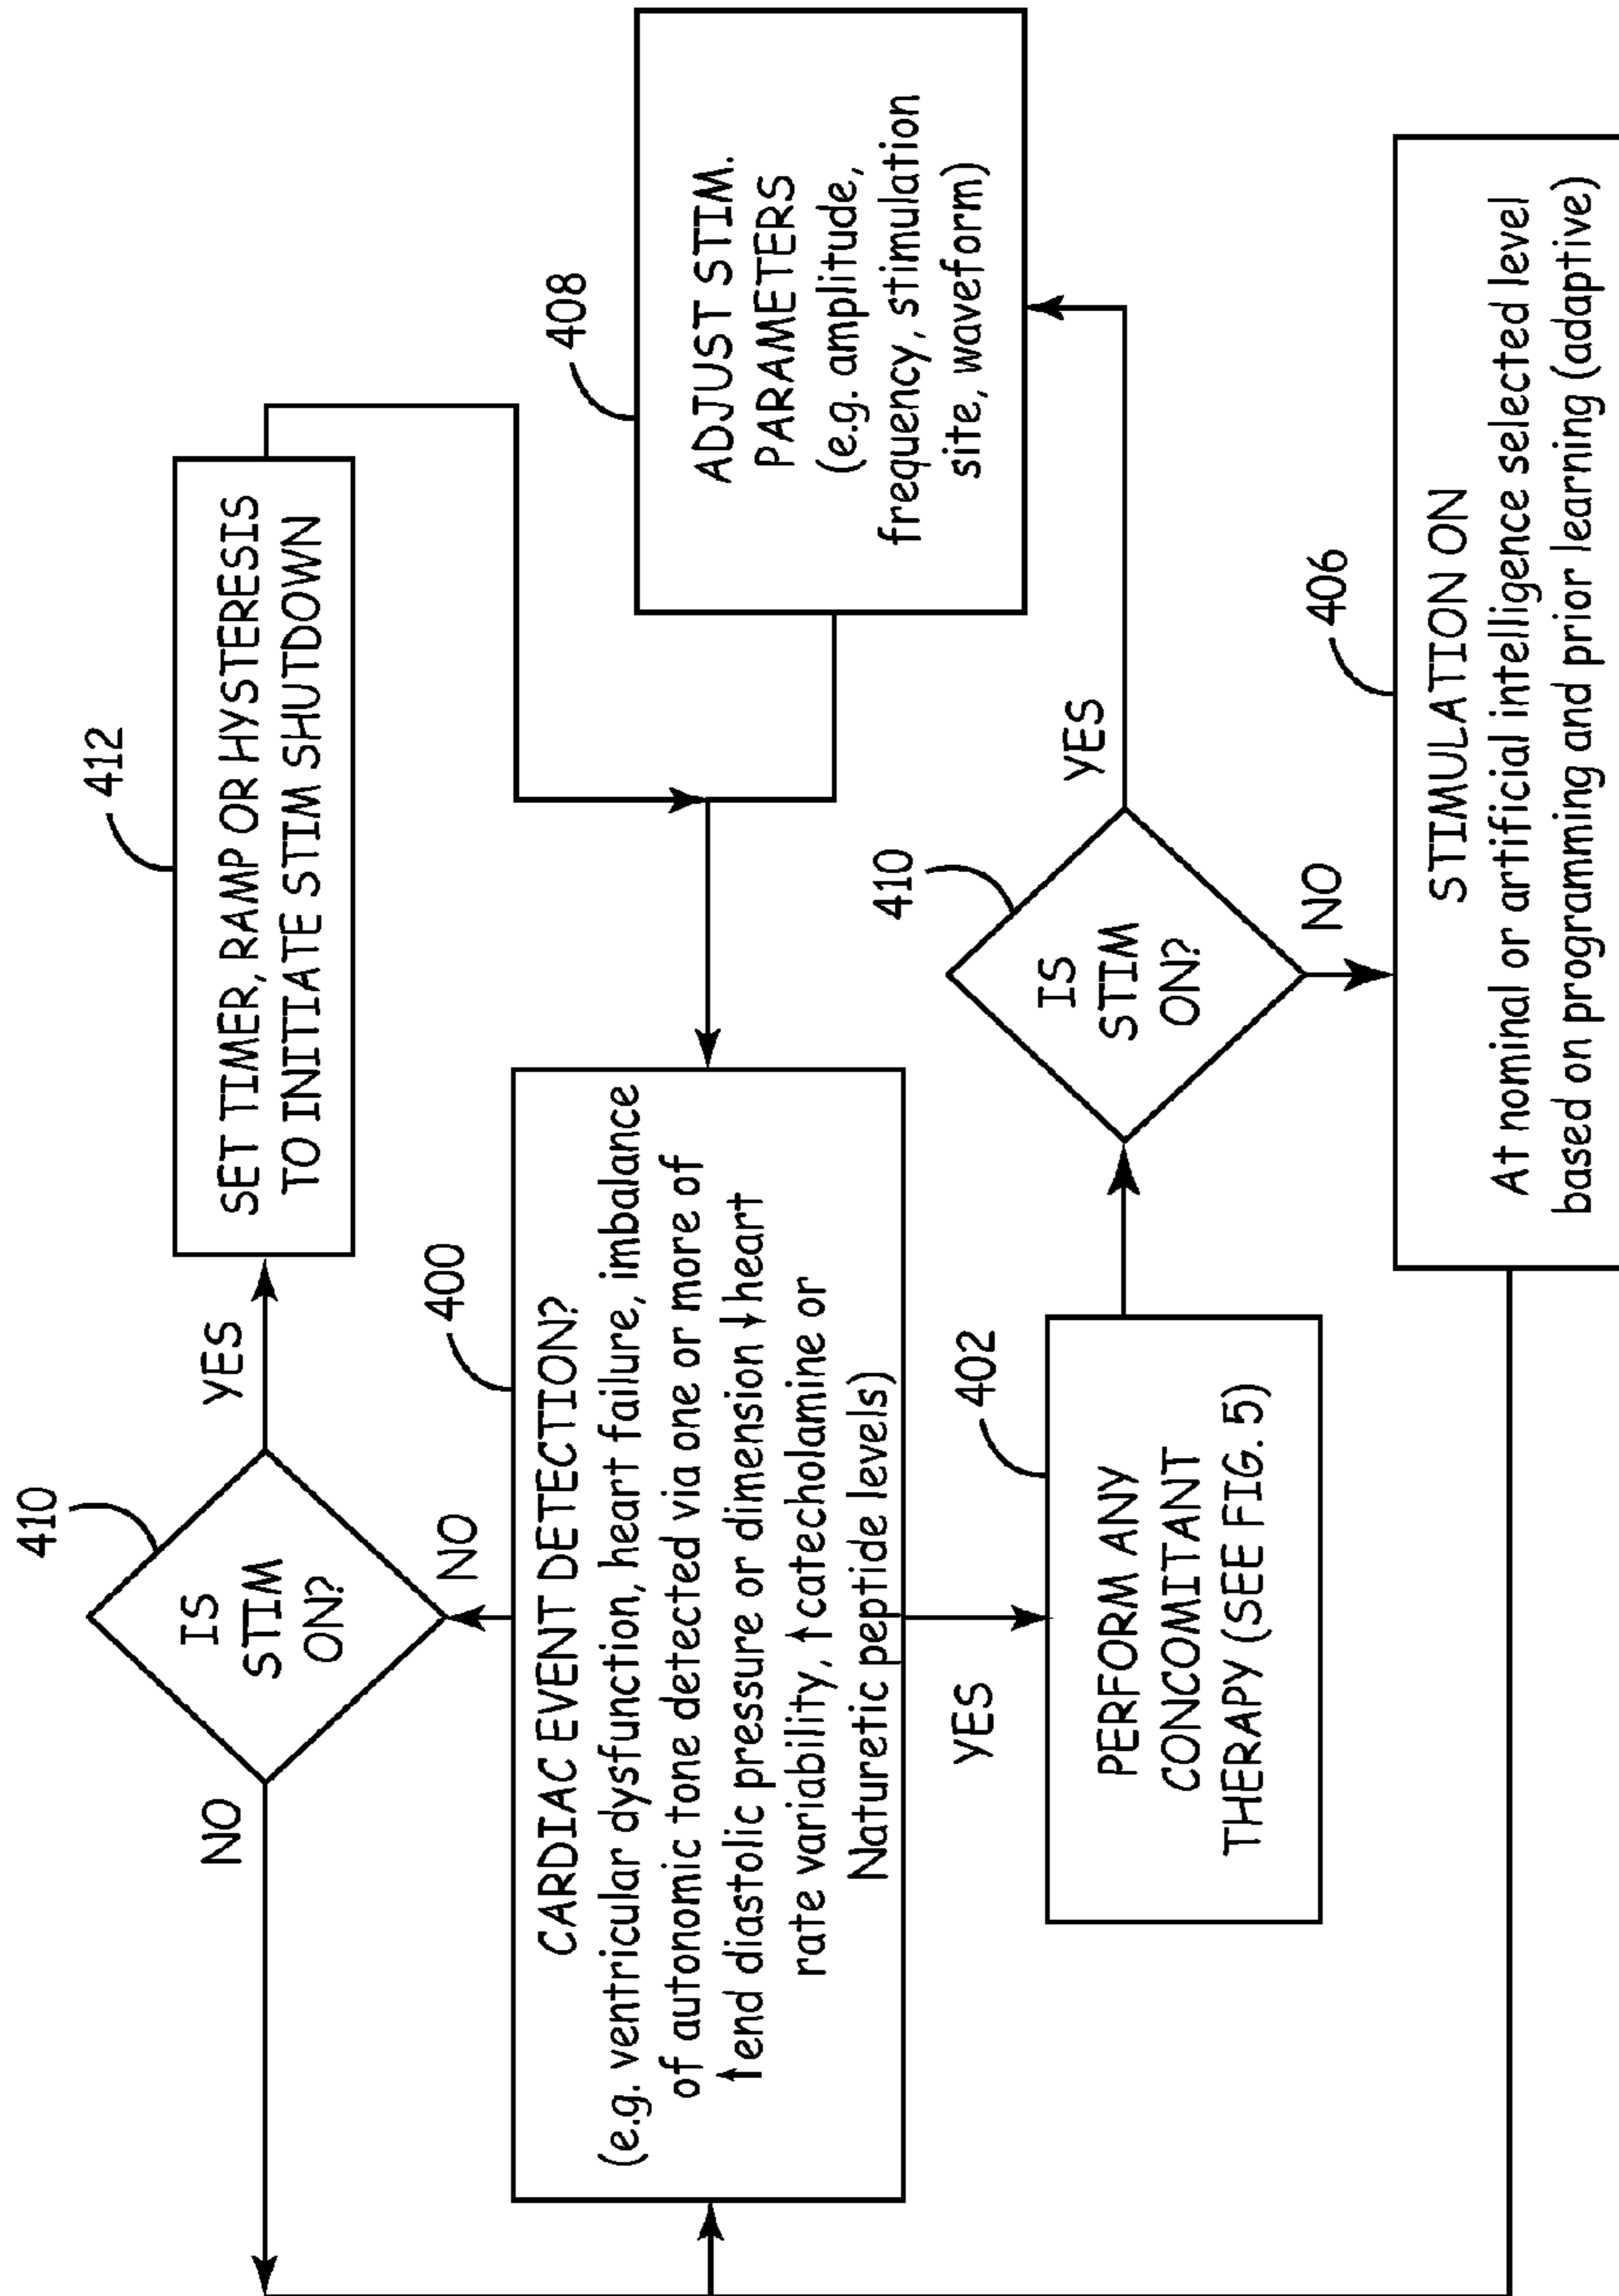 410
IS
STIM
ON?
NO
YES
412
SET TIMER, RAMP OR HYSTERESIS
TO INITIATE STIM SHUTDOWN
NO
400
CARDIAC EVENT DETECTION?
(e.g. ventricular dysfunction, heart failure, imbalance
of autonomic tone detected via one or more of
↑end diastolic pressure or dimension ↓ heart
rate variability, ↑ catecholamine or
Naturetic peptide levels)
408
ADJUST STIM.
PARAMETERS
(e.g. amplitude,
frequency, stimulation
site, waveform)
YES
402
PERFORM ANY
CONCOMITANT
THERAPY (SEE FIG. 5)
410
IS
STIM
ON?
YES
NO
406
STIMULATION ON
At nominal or artificial intelligence selected level
based on programming and prior learning (adaptive)